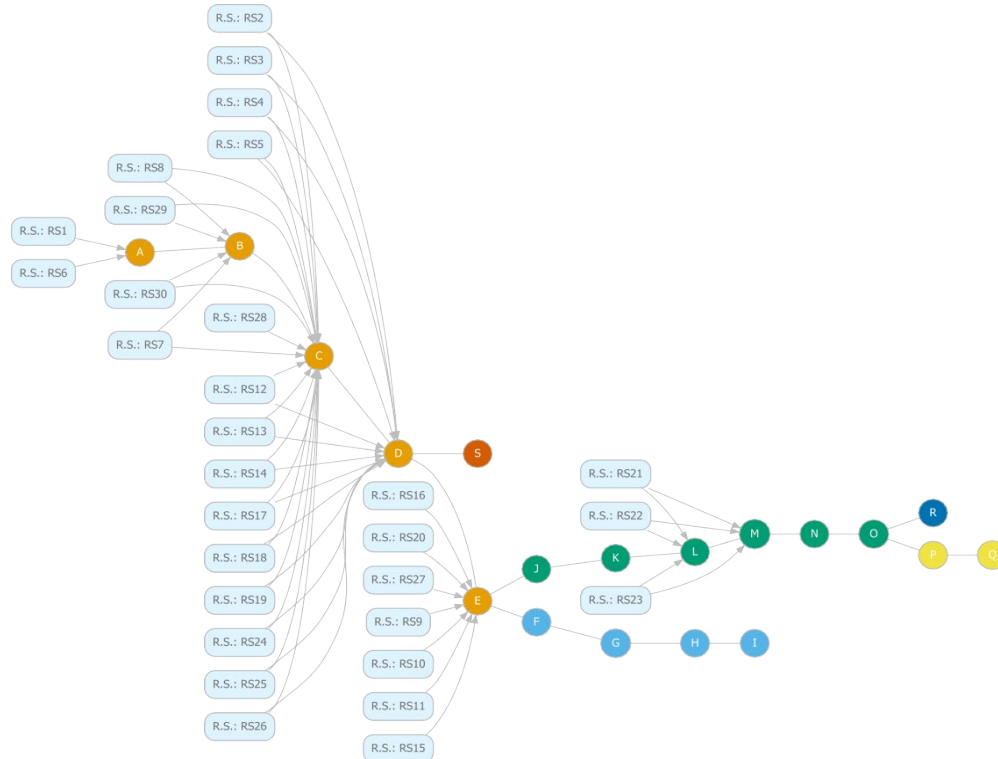 R.S.: RS2
R.S.: RS3
R.S.: RS4
R.S.: RS5
R.S.: RS8
R.S.: RS29
R.S.: RS1
A
B
R.S.: RS6
R.S.: RS30
R.S.: RS28
R.S.: RS7
C
R.S.: RS12
R.S.: RS13
D
S
R.S.: RS14
R.S.: RS16
R.S.: RS21
R.S.: RS17
R.S.: RS22
R
R.S.: RS20
M
N
O
R.S.: RS18
J
K
L
P
Q
R.S.: RS27
R.S.: RS19
E
R.S.: RS23
R.S.: RS9
F
R.S.: RS24
G
H
I
R.S.: RS10
R.S.: RS25
R.S.: RS11
R.S.: RS26
R.S.: RS15